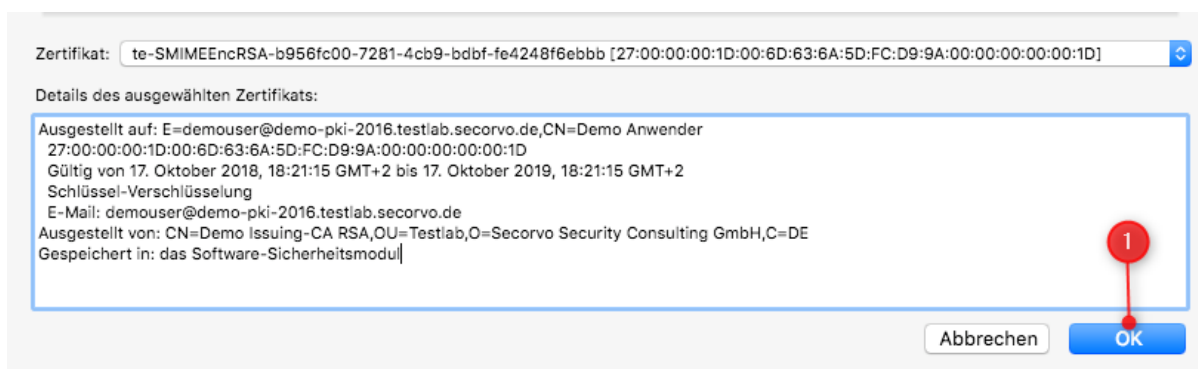 Zertifikat: te-SMIMEEncRSA-b956fc00-7281-4cb9-bdbf-fe4248f6ebbb [27:00:00:00:1D:00:6D:63:6A:5D:FC:D9:9A:00:00:00:00:00:1D]
Details des ausgewählten Zertifikats:
Ausgestellt auf: E=demouser@demo-pki-2016.testlab.secorvo.de,CN=Demo Anwender
27:00:00:00:1D:00:6D:63:6A:5D:FC:D9:9A:00:00:00:00:00:1D
Gültig von 17. Oktober 2018, 18:21:15 GMT+2 bis 17. Oktober 2019, 18:21:15 GMT+2
Schlüssel-Verschlüsselung
E-Mail: demouser@demo-pki-2016.testlab.secorvo.de
Ausgestellt von: CN=Demo Issuing-CA RSA,OU=Testlab,O=Secorvo Security Consulting GmbH,C=DE
Gespeichert in: das Software-Sicherheitsmodul
1
Abbrechen OK